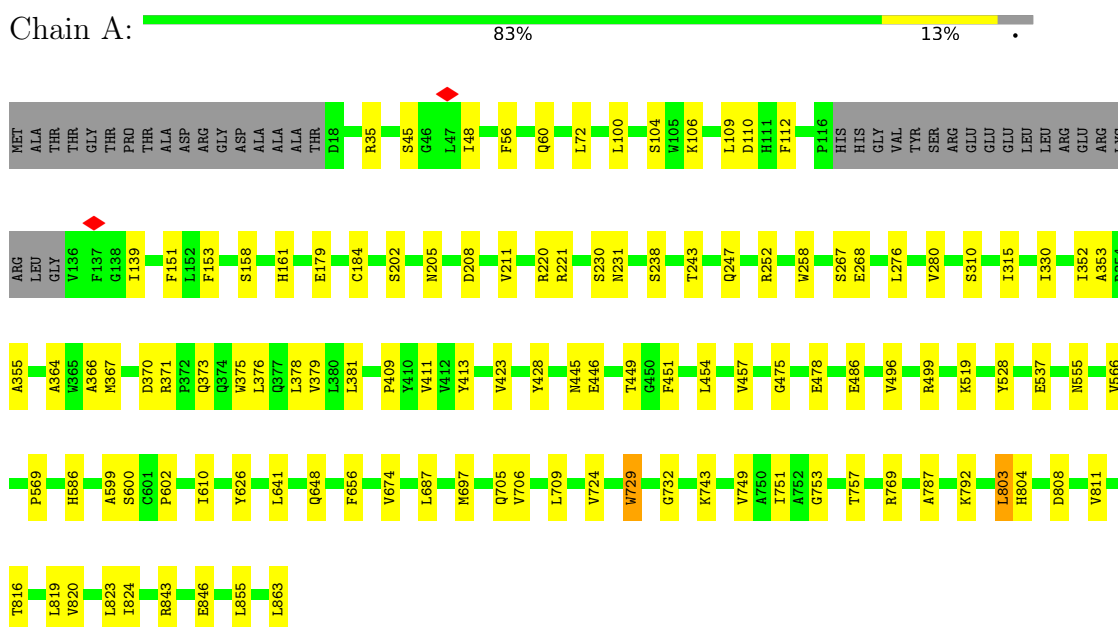 Chain A:
83% 13% •
MET ALA THR THR GLY THR PRO THR ALA ASP ARG GLY ASP ALA ALA ALA THR D18 R35 S45 G46 L47 I48 F56 Q60 L72 L100 S104 W105 K106 L109 D110 H111 F112 P116 HIS HIS GLY VAL TYR SER ARG GLU GLU GLU LEU LEU ARG GLU ARG
ARG LEU GLY V136 F137 G138 I139 F151 L152 F153 S158 H161 E179 C184 S202 N205 D208 V211 R220 R221 S230 N231 S238 T243 Q247 R252 W258 S267 E268 L276 V280 S310 I315 I330 I352 A353
A355 A364 W365 A366 M367 D370 R371 P372 Q373 Q374 W375 L376 Q377 L378 V379 L380 L381 P409 Y410 V411 V412 Y413 V423 Y428 N445 E446 T449 G450 F451 L454 V457 G475 E478 E486 V496 R499 K519 Y528 E537 N555 V566
P569 H586 A599 S600 C601 P602 I610 Y626 L641 Q648 F656 V674 L687 M697 Q705 V706 L709 V724 W729 G732 K743 V749 A750 I751 A752 G753 T757 R769 A787 K792 L803 H804 D808 V811
T816 L819 V820 L823 I824 R843 E846 L855 L863